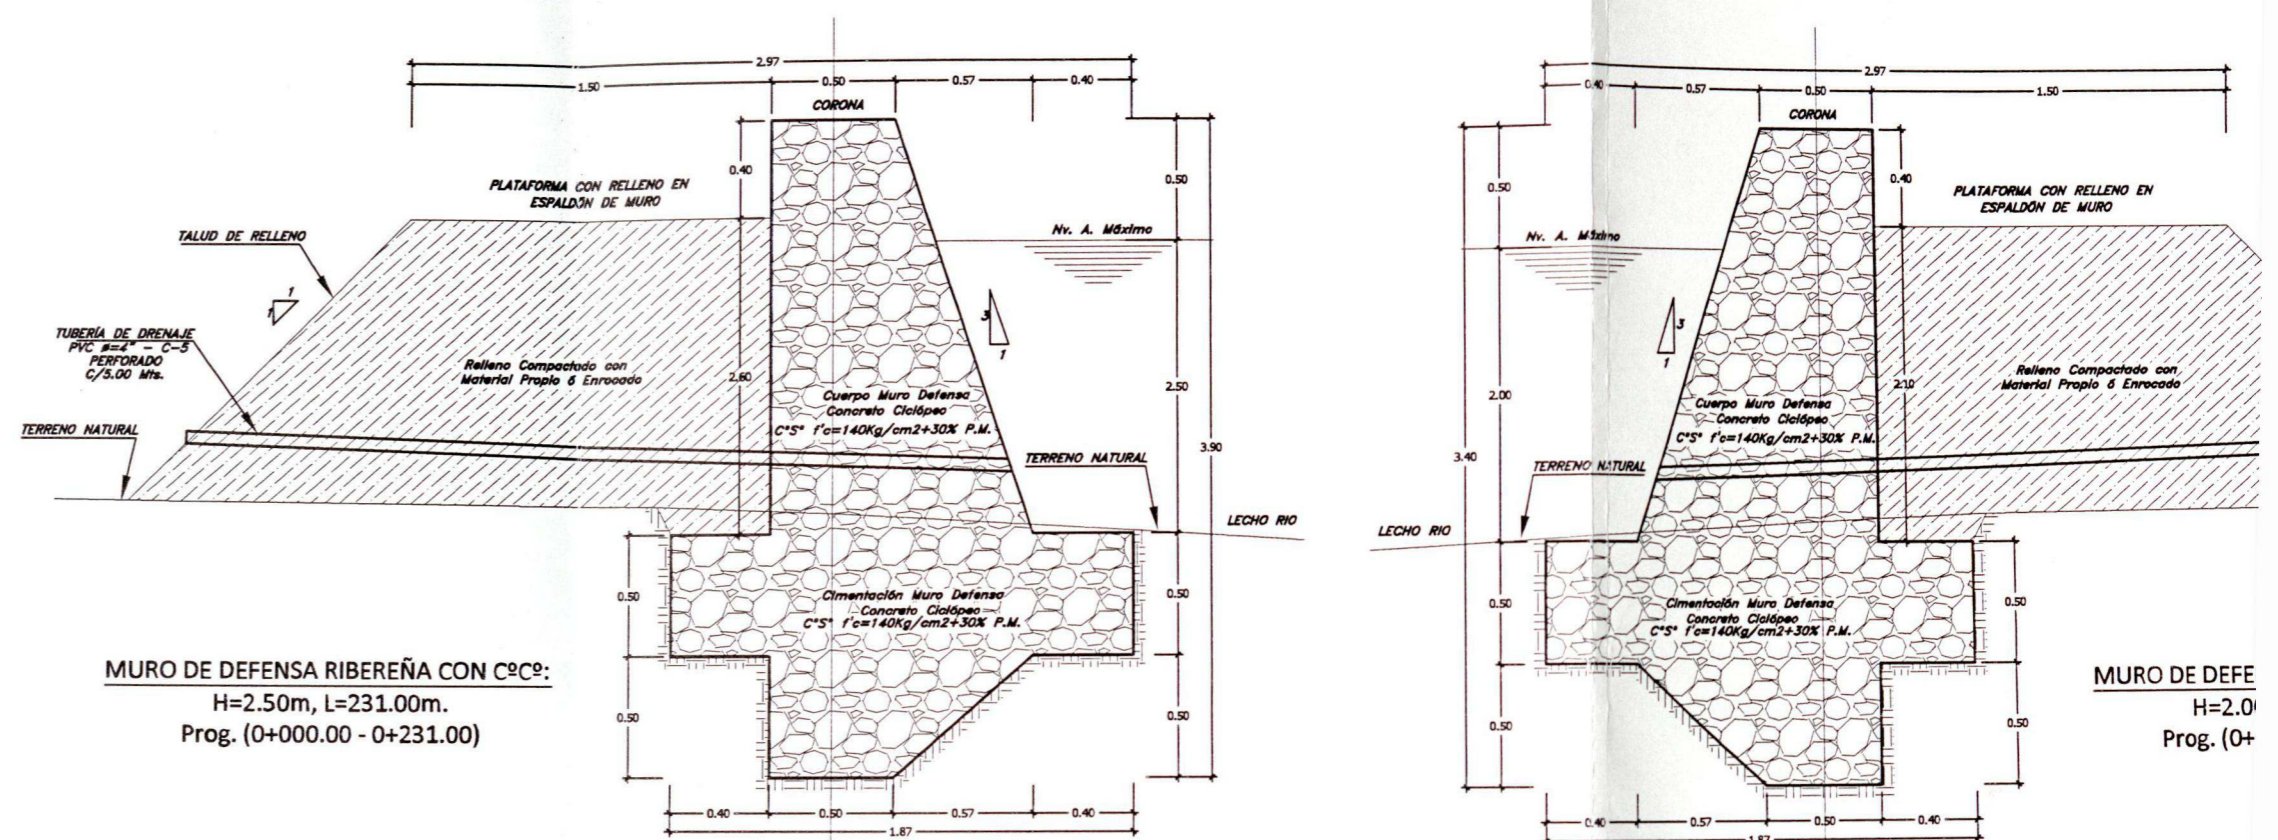 2.97
1.50
0.50
0.57
0.40
CORONA
0.40
0.50
PLATAFORMA CON RELLENO EN
ESPALDÓN DE MURO
TALUD DE RELLENO
Nv. A. Máximo
1
1
3
1
TUBERÍA DE DRENAJE
PVC ø=4" - C-5
PERFORADO
C/5.00 Mts.
Relleno Compactado con
Material Propio ó Enrocado
2.60
2.50
Cuerpo Muro Defensa
Concreto Ciclópeo
C°S° f'c=140Kg/cm2+30% P.M.
TERRENO NATURAL
TERRENO NATURAL
3.90
LECHO RIO
0.50
0.50
Cimentación Muro Defensa
Concreto Ciclópeo
C°S° f'c=140Kg/cm2+30% P.M.
0.50
0.50
0.40
0.50
0.57
0.40
1.87
MURO DE DEFENSA RIBEREÑA CON CºCº:
H=2.50m, L=231.00m.
Prog. (0+000.00 - 0+231.00)
2.97
0.40
0.57
0.50
1.50
CORONA
0.50
0.40
PLATAFORMA CON RELLENO EN
ESPALDÓN DE MURO
Nv. A. Máximo
3
1
Relleno Compactado con
Material Propio ó Enrocado
2.10
2.00
Cuerpo Muro Defensa
Concreto Ciclópeo
C°S° f'c=140Kg/cm2+30% P.M.
3.40
TERRENO NATURAL
LECHO RIO
0.50
0.50
Cimentación Muro Defensa
Concreto Ciclópeo
C°S° f'c=140Kg/cm2+30% P.M.
0.50
0.50
0.40
0.57
0.50
0.40
1.87
MURO DE DEFE
H=2.0
Prog. (0+